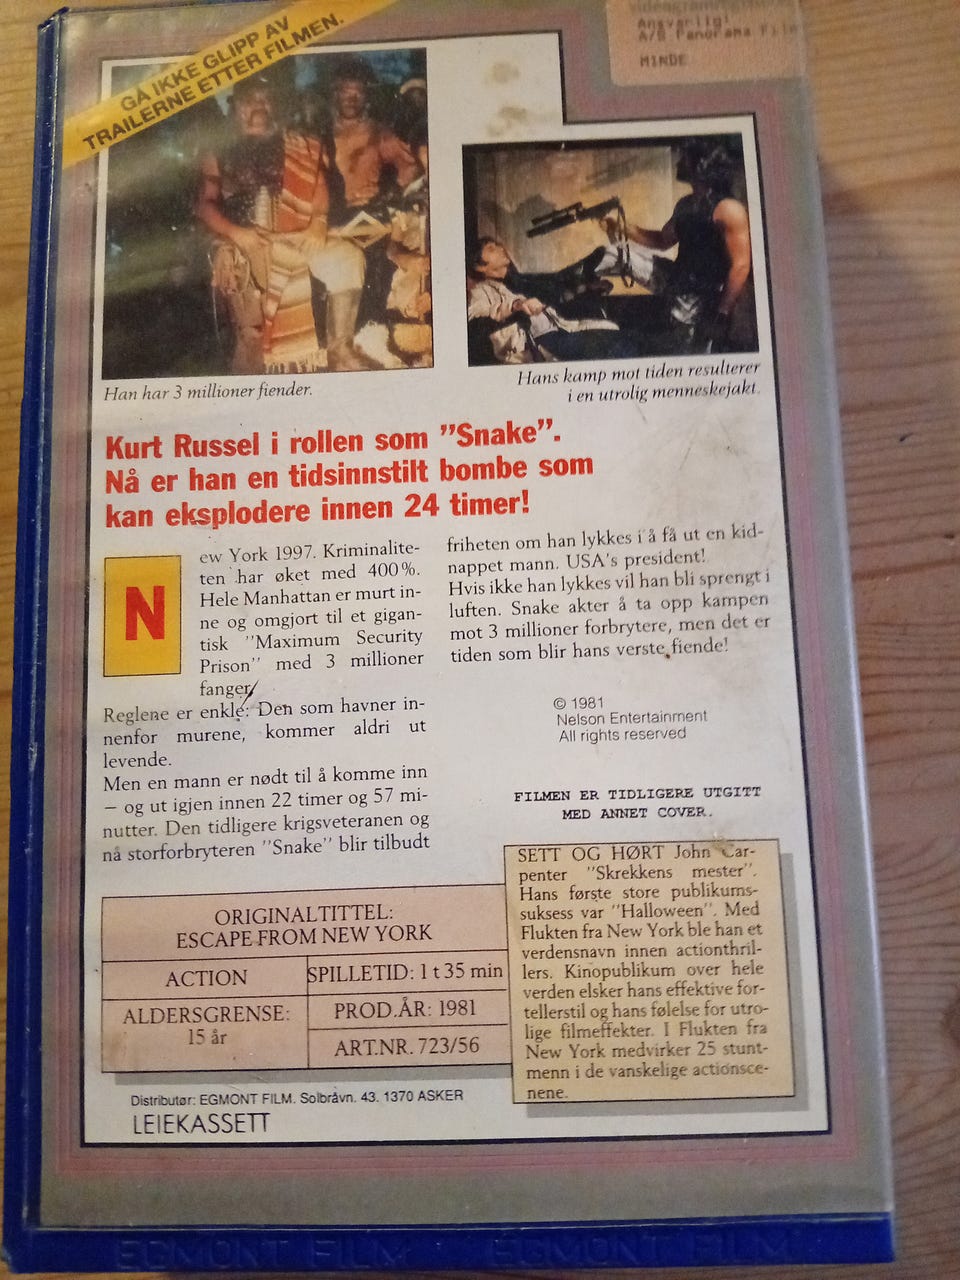 GÅ IKKE GLIPP AV
TRAILERNE ETTER FILMEN.
Ansvarlig:
A/S Panorama Film
MINDE
Han har 3 millioner fiender.
Hans kamp mot tiden resulterer
i en utrolig menneskejakt.
Kurt Russel i rollen som ”Snake”.
Nå er han en tidsinnstilt bombe som
kan eksplodere innen 24 timer!
N
ew York 1997. Kriminalite-
ten har øket med 400%.
Hele Manhattan er murt in-
ne og omgjort til et gigan-
tisk ”Maximum Security
Prison” med 3 millioner
fanger.
Reglene er enkle: Den som havner in-
nenfor murene, kommer aldri ut
levende.
Men en mann er nødt til å komme inn
– og ut igjen innen 22 timer og 57 mi-
nutter. Den tidligere krigsveteranen og
nå storforbryteren ”Snake” blir tilbudt
friheten om han lykkes i å få ut en kid-
nappet mann. USA's president!
Hvis ikke han lykkes vil han bli sprengt i
luften. Snake akter å ta opp kampen
mot 3 millioner forbrytere, men det er
tiden som blir hans verste fiende!
© 1981
Nelson Entertainment
All rights reserved
FILMEN ER TIDLIGERE UTGITT
MED ANNET COVER.
SETT OG HØRT John Car-
penter ”Skrekkens mester”.
Hans første store publikums-
suksess var ”Halloween”. Med
Flukten fra New York ble han et
verdensnavn innen actionthril-
lers. Kinopublikum over hele
verden elsker hans effektive for-
tellerstil og hans følelse for utro-
lige filmeffekter. I Flukten fra
New York medvirker 25 stunt-
menn i de vanskelige actionsce-
nene.
ORIGINALTITTEL:
ESCAPE FROM NEW YORK
ACTION
SPILLETID: 1 t 35 min
ALDERSGRENSE:
15 år
PROD.ÅR: 1981
ART.NR. 723/56
Distributør: EGMONT FILM. Solbråvn. 43. 1370 ASKER
LEIEKASSETT
EGMONT FILM EGMONT FILM